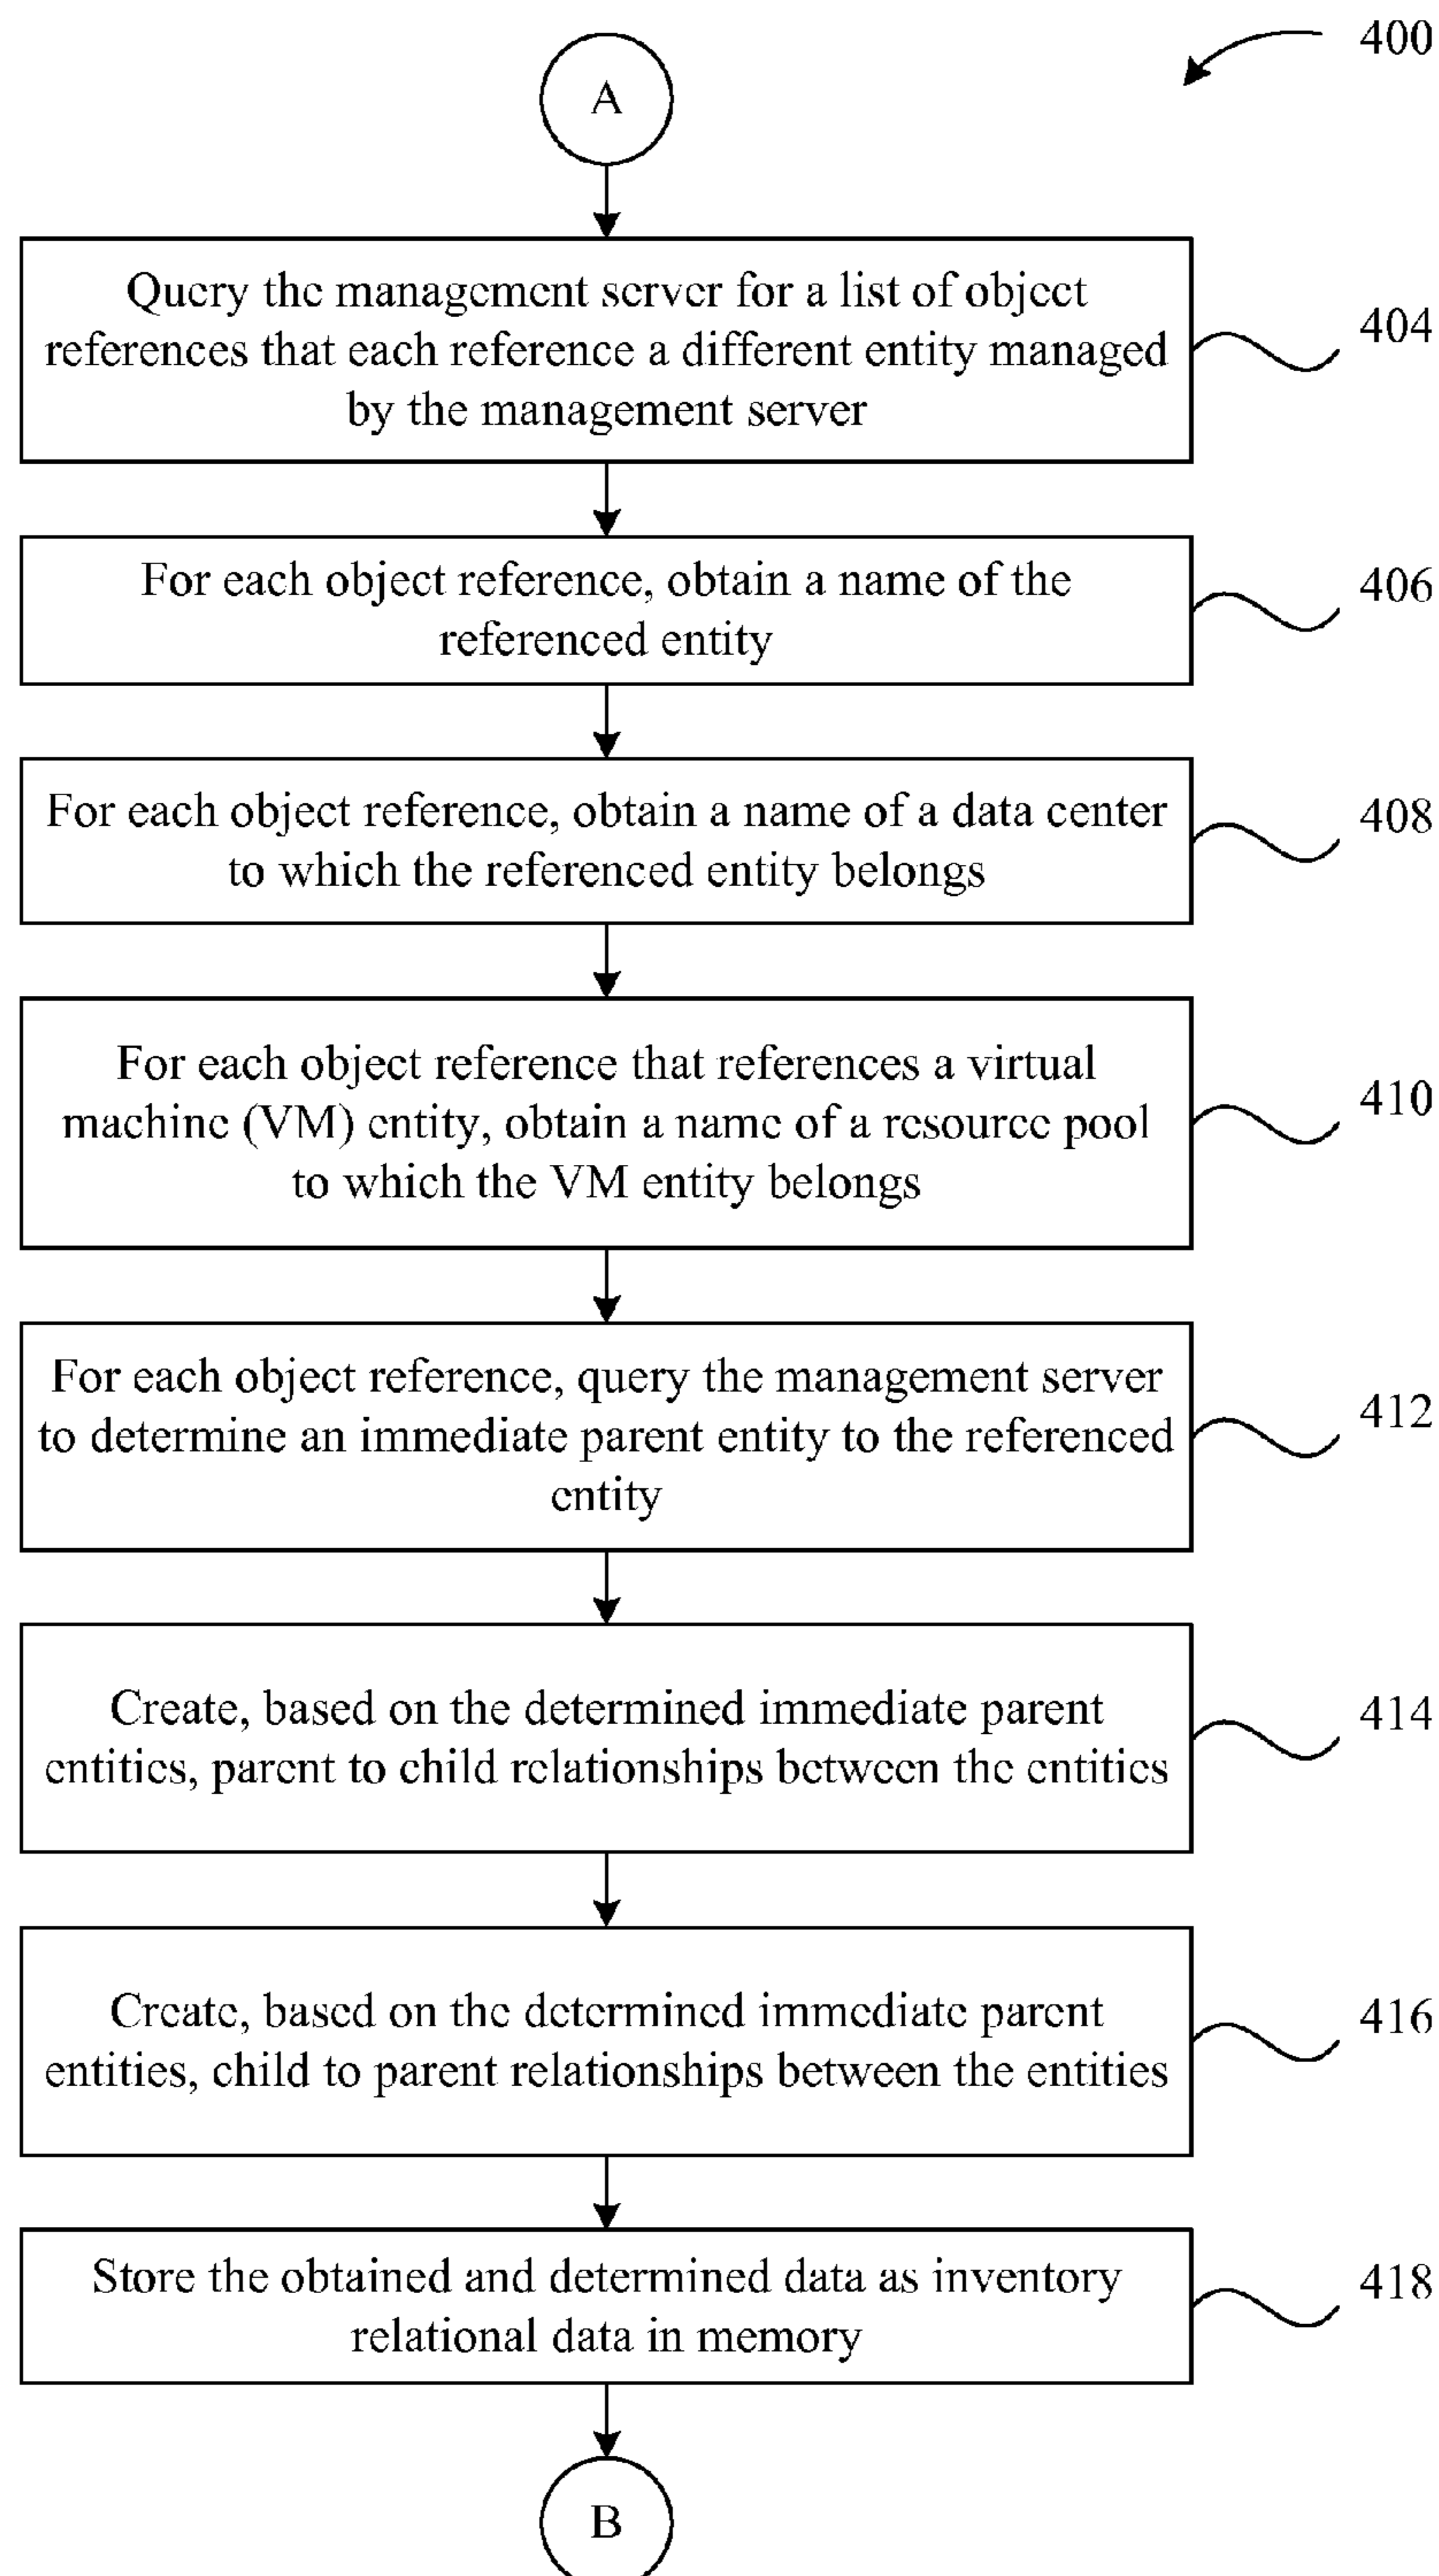 400
A
Query the management server for a list of object
references that each reference a different entity managed
by the management server
404
For each object reference, obtain a name of the
referenced entity
406
For each object reference, obtain a name of a data center
to which the referenced entity belongs
408
For each object reference that references a virtual
machine (VM) entity, obtain a name of a resource pool
to which the VM entity belongs
410
For each object reference, query the management server
to determine an immediate parent entity to the referenced
entity
412
Create, based on the determined immediate parent
entities, parent to child relationships between the entities
414
Create, based on the determined immediate parent
entities, child to parent relationships between the entities
416
Store the obtained and determined data as inventory
relational data in memory
418
B